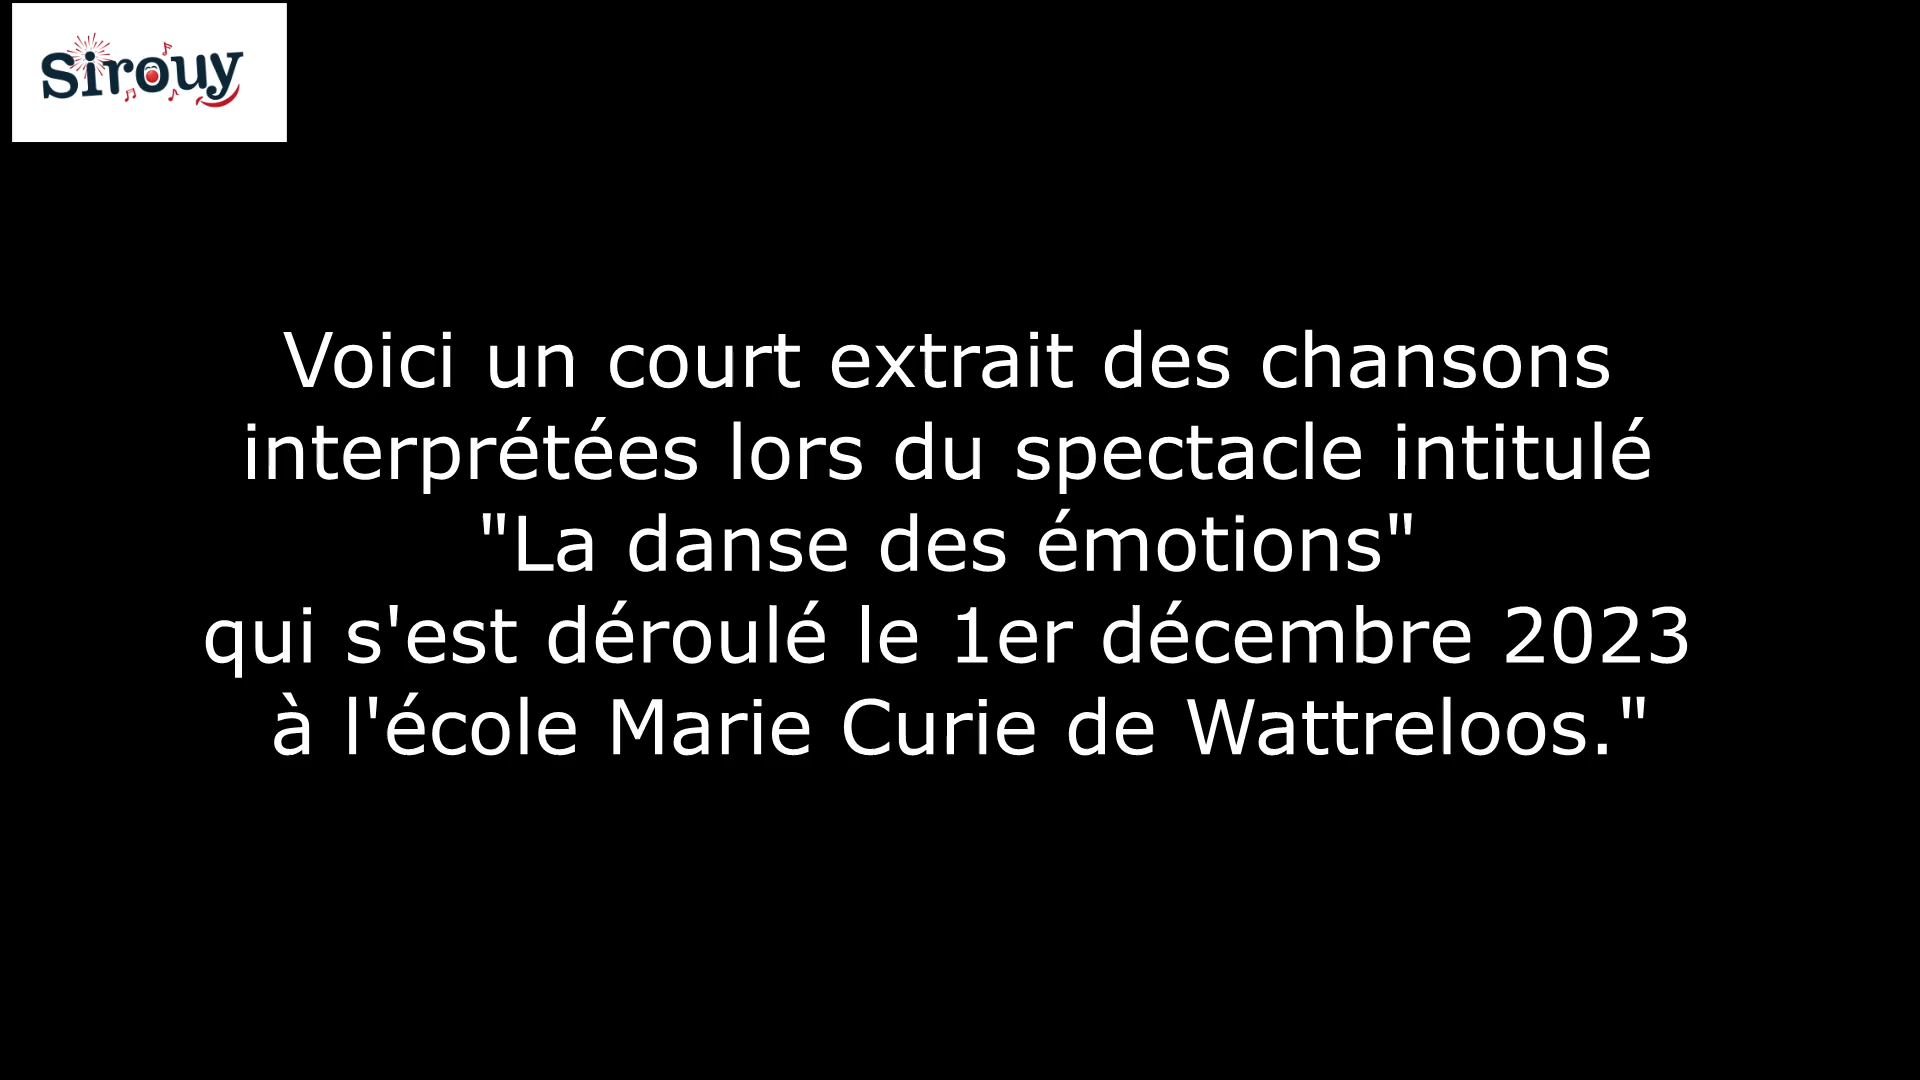 Sirouy
Voici un court extrait des chansons
interprétées lors du spectacle intitulé
"La danse des émotions"
qui s'est déroulé le 1er décembre 2023
à l'école Marie Curie de Wattreloos."